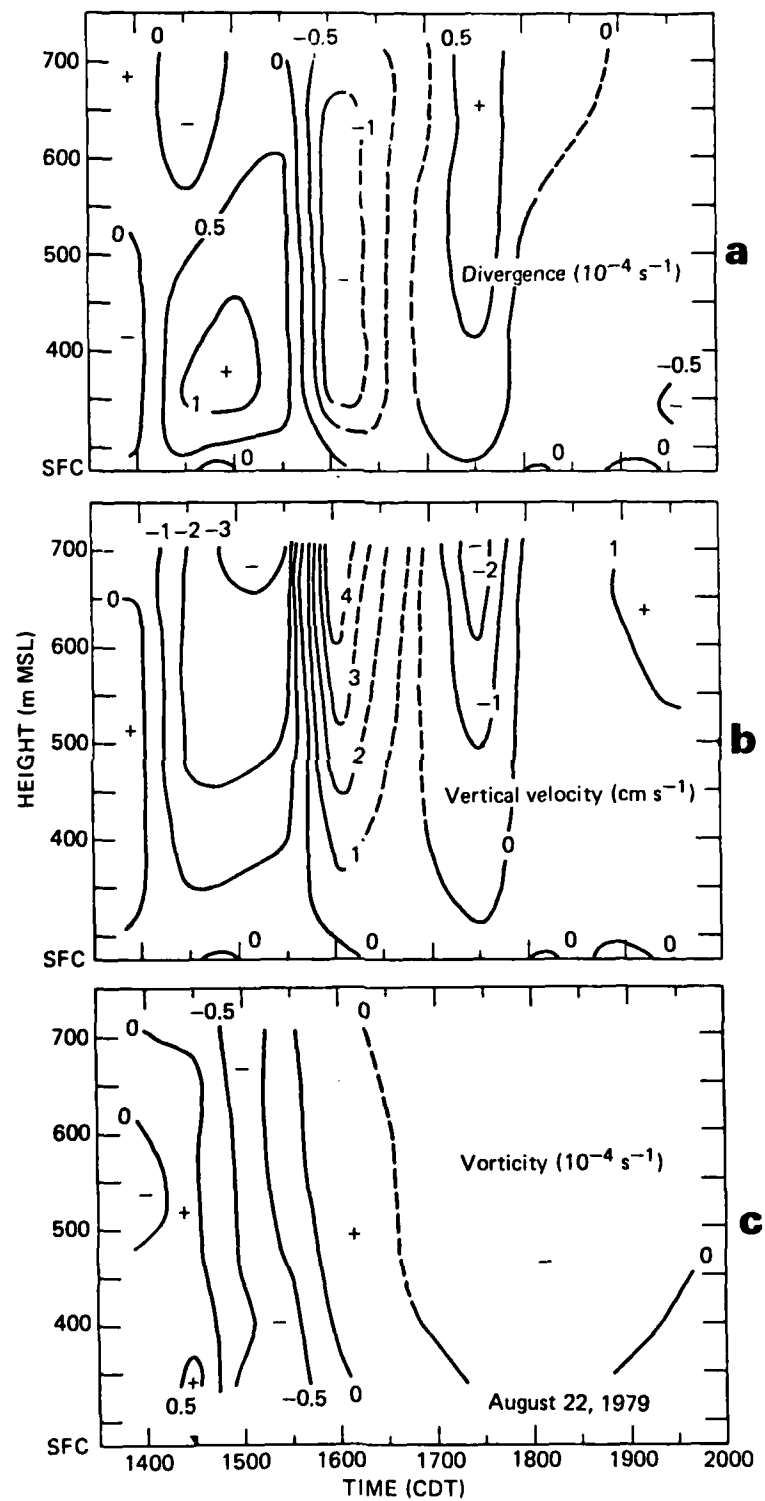 0 -0.5 0.5 0
700 + 0 +
- -1
600
0.5
500 0
- Divergence (10⁻⁴ s⁻¹) a
400 - + -0.5
1 -
SFC 0 0 0
-1 -2 -3 - -
700 - -2 1
0 4 +
600
3
500 + -1
2 Vertical velocity (cm s⁻¹) b
400 1 0
SFC 0 0 0 0
HEIGHT (m MSL)
-0.5 0
700 0 -
600 0
Vorticity (10⁻⁴ s⁻¹)
-
500 + + - 0 c
400 -
+
0.5 -0.5 0 August 22, 1979
SFC
1400 1500 1600 1700 1800 1900 2000
TIME (CDT)